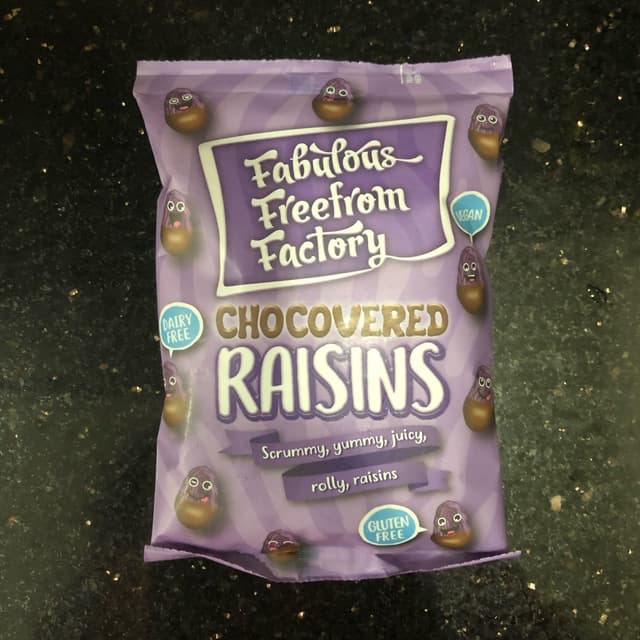 Fabulous
Freefrom
Factory
VEGAN
DAIRY
FREE
CHOCOVERED
RAISINS
Scrummy, yummy, juicy,
rolly, raisins
GLUTEN
FREE